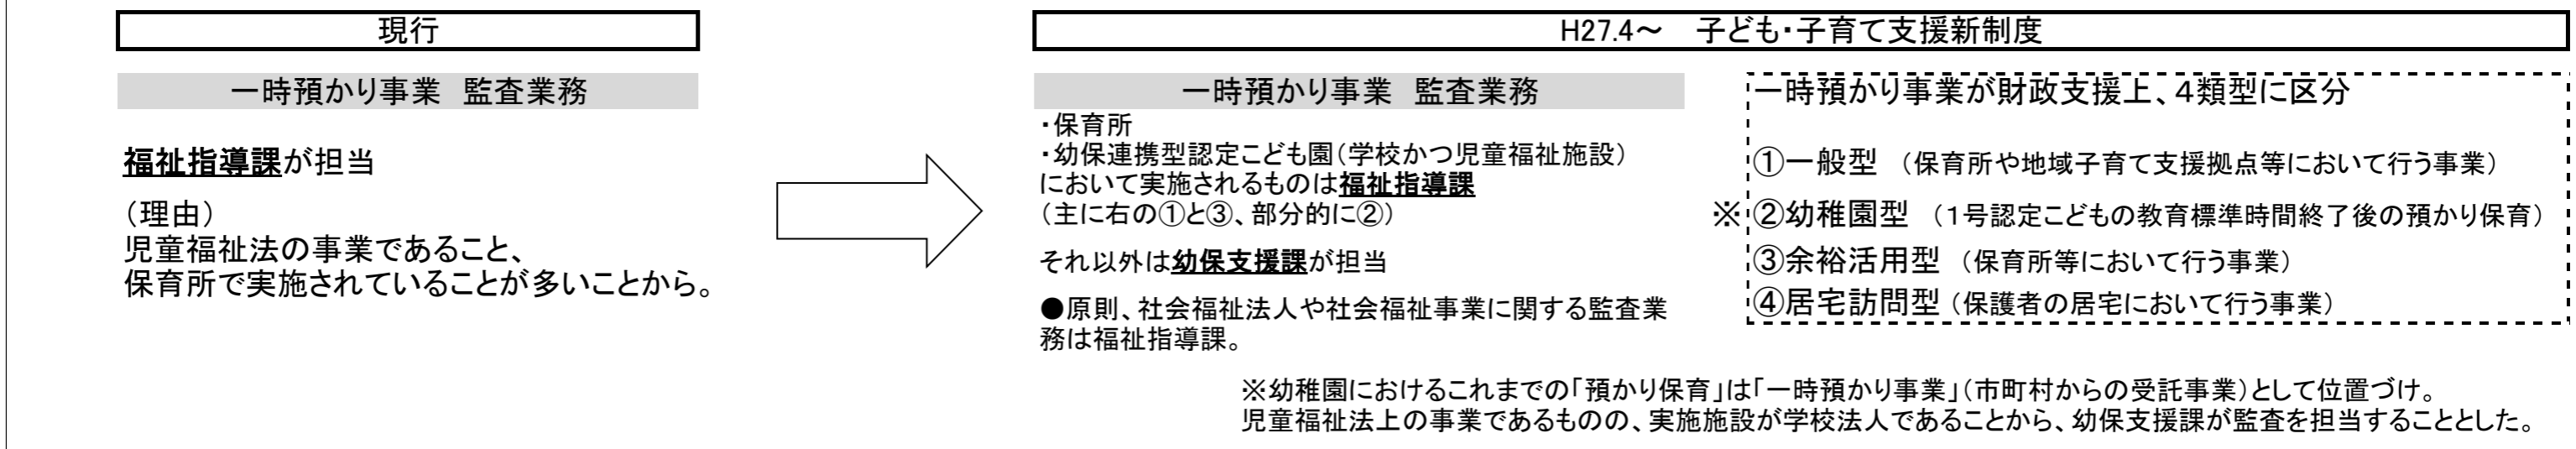 現行
一時預かり事業　監査業務
福祉指導課が担当
（理由）
児童福祉法の事業であること、
保育所で実施されていることが多いことから。
H27.4～　子ども・子育て支援新制度
一時預かり事業　監査業務
・保育所
・幼保連携型認定こども園（学校かつ児童福祉施設）
において実施されるものは福祉指導課
（主に右の①と③、部分的に②）
それ以外は幼保支援課が担当
●原則、社会福祉法人や社会福祉事業に関する監査業
務は福祉指導課。
一時預かり事業が財政支援上、４類型に区分
①一般型　（保育所や地域子育て支援拠点等において行う事業）
※②幼稚園型　（１号認定こどもの教育標準時間終了後の預かり保育）
③余裕活用型　（保育所等において行う事業）
④居宅訪問型（保護者の居宅において行う事業）
※幼稚園におけるこれまでの「預かり保育」は「一時預かり事業」（市町村からの受託事業）として位置づけ。
児童福祉法上の事業であるものの、実施施設が学校法人であることから、幼保支援課が監査を担当することとした。